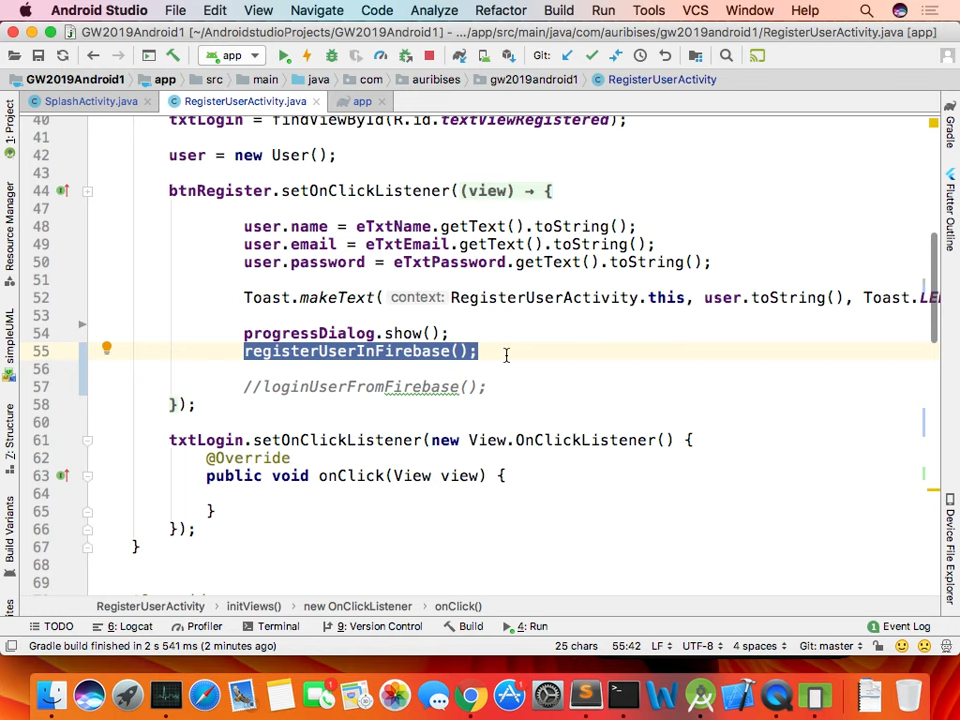 Android Studio File Edit View Navigate Code Analyze Refactor Build Run Tools VCS Window Help
GW2019Android1 [~/AndroidstudioProjects/GW2019Android1] - .../app/src/main/java/com/auribises/gw2019android1/RegisterUserActivity.java [app]
app Git:
GW2019Android1 app src main java com auribises gw2019android1 RegisterUserActivity
SplashActivity.java RegisterUserActivity.java app
40 txtLogin = findViewById(R.id.textViewRegistered);
41
42 user = new User();
43
44 btnRegister.setOnClickListener((view) → {
47
48 user.name = eTxtName.getText().toString();
49 user.email = eTxtEmail.getText().toString();
50 user.password = eTxtPassword.getText().toString();
51
52 Toast.makeText( context: RegisterUserActivity.this, user.toString(), Toast.LEN
53
54 progressDialog.show();
55 registerUserInFirebase();
56
57 //loginUserFromFirebase();
58 });
60
61 txtLogin.setOnClickListener(new View.OnClickListener() {
62 @Override
63 public void onClick(View view) {
64
65 }
66 });
67 }
68
69
1: Project
Resource Manager
simpleUML
Z: Structure
Build Variants
Gradle
Flutter Outline
Device File Explorer
RegisterUserActivity initViews() new OnClickListener onClick()
TODO 6: Logcat Profiler Terminal 9: Version Control Build 4: Run 1 Event Log
Gradle build finished in 2 s 541 ms (2 minutes ago) 25 chars 55:42 LF UTF-8 4 spaces Git: master